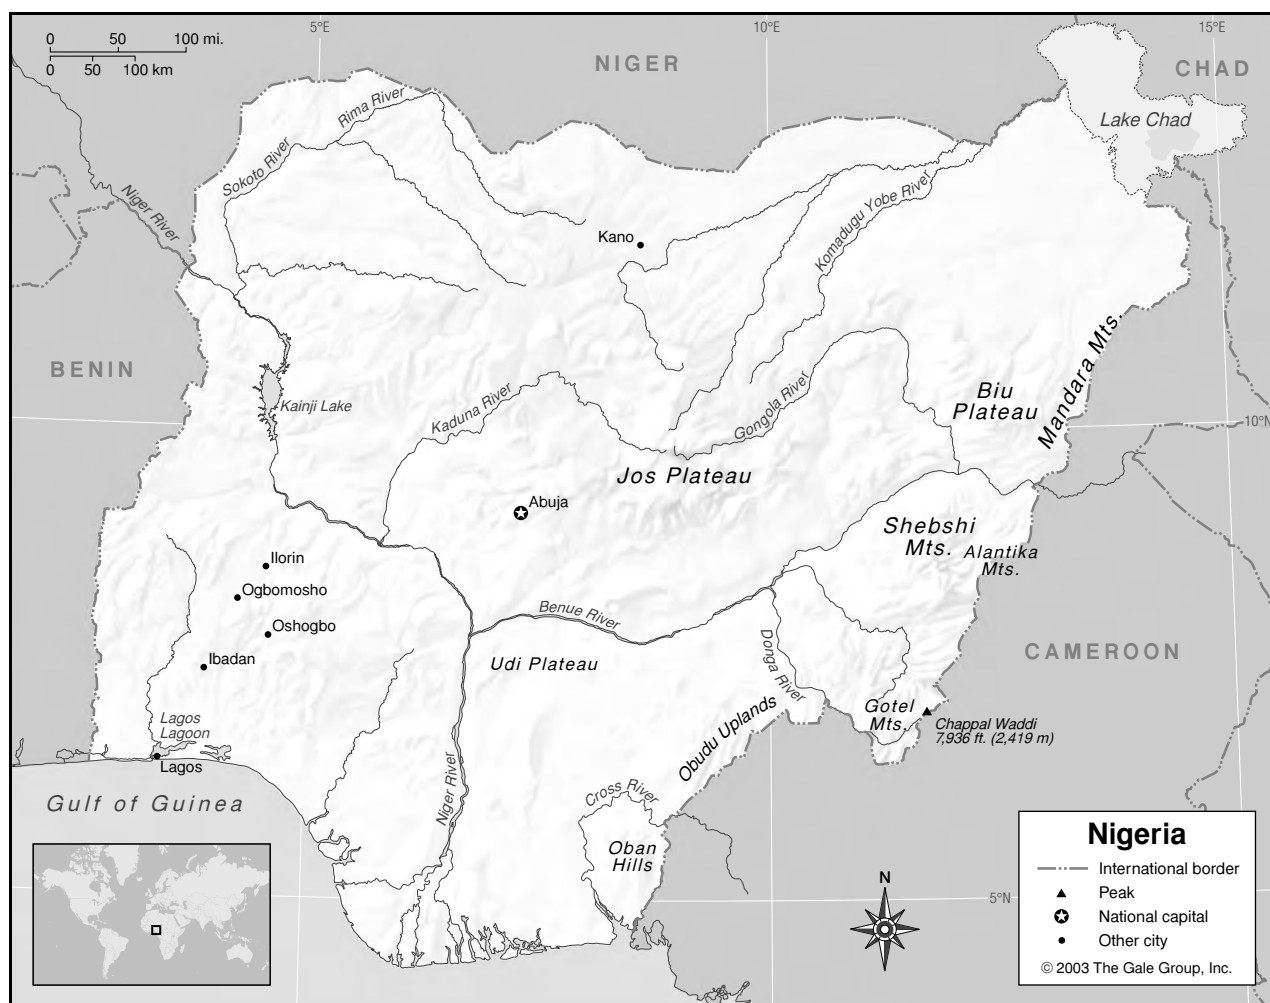 5°E
10°E
15°E
0 50 100 mi.
0 50 100 km
NIGER
CHAD
Lake Chad
Rima River
Sokoto River
Niger River
Komadugu Yobe River
Kano
BENIN
Kainji Lake
Kaduna River
Gongola River
Biu
Plateau
Mandara Mts.
10°N
Jos Plateau
Abuja
Shebshi
Mts.
Alantika
Mts.
Ilorin
Ogbomosho
Oshogbo
Ibadan
Benue River
Udi Plateau
Donga River
CAMEROON
Gotel
Mts.
Chappal Waddi
7,936 ft. (2,419 m)
Obudu Uplands
Lagos
Lagoon
Lagos
Gulf of Guinea
Niger River
Cross River
Oban
Hills
5°N
N
Nigeria
International border
Peak
National capital
Other city
© 2003 The Gale Group, Inc.